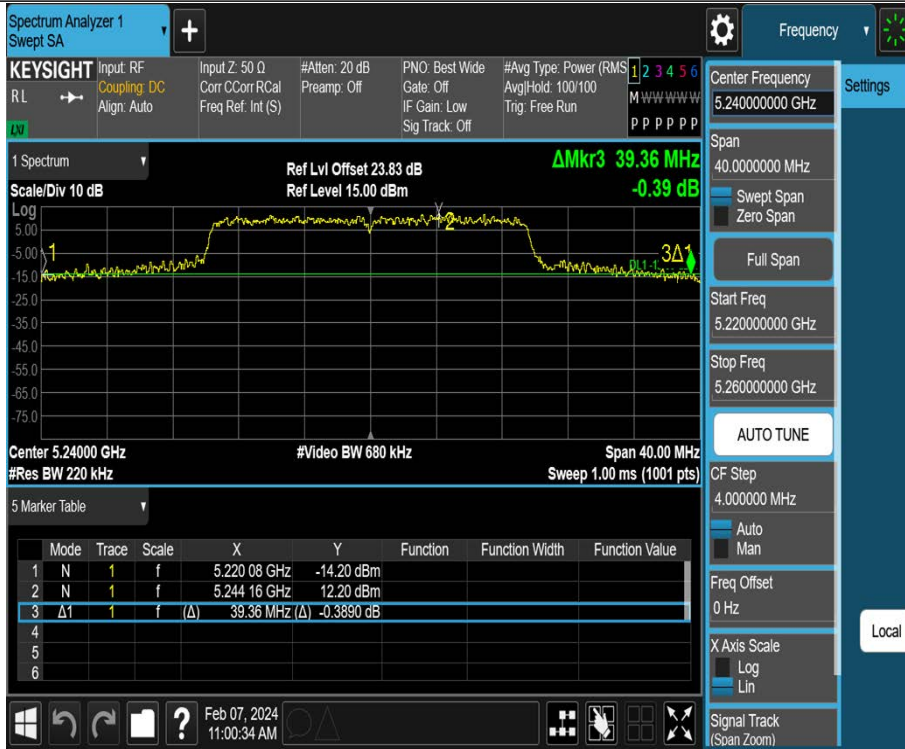 Spectrum Analyzer 1
Swept SA
Frequency
KEYSIGHT
RL
LXI
Input: RF
Coupling: DC
Align: Auto
Input Z: 50 Ω
Corr CCorr RCal
Freq Ref: Int (S)
#Atten: 20 dB
Preamp: Off
PNO: Best Wide
Gate: Off
IF Gain: Low
Sig Track: Off
#Avg Type: Power (RMS
Avg|Hold: 100/100
Trig: Free Run
1 2 3 4 5 6
M W W W W W
P P P P P P
1 Spectrum
Scale/Div 10 dB
Ref Lvl Offset 23.83 dB
Ref Level 15.00 dBm
ΔMkr3 39.36 MHz
-0.39 dB
Log
5.00
-5.00
-15.0
-25.0
-35.0
-45.0
-55.0
-65.0
-75.0
1
2
3Δ1
Center 5.24000 GHz
#Res BW 220 kHz
#Video BW 680 kHz
Span 40.00 MHz
Sweep 1.00 ms (1001 pts)
5 Marker Table
Mode Trace Scale X Y Function Function Width Function Value
1 N 1 f 5.220 08 GHz -14.20 dBm
2 N 1 f 5.244 16 GHz 12.20 dBm
3 Δ1 1 f (Δ) 39.36 MHz (Δ) -0.3890 dB
4
5
6
Feb 07, 2024
11:00:34 AM
Center Frequency
5.240000000 GHz
Settings
Span
40.0000000 MHz
Swept Span
Zero Span
Full Span
Start Freq
5.220000000 GHz
Stop Freq
5.260000000 GHz
AUTO TUNE
CF Step
4.000000 MHz
Auto
Man
Freq Offset
0 Hz
Local
X Axis Scale
Log
Lin
Signal Track
(Span Zoom)